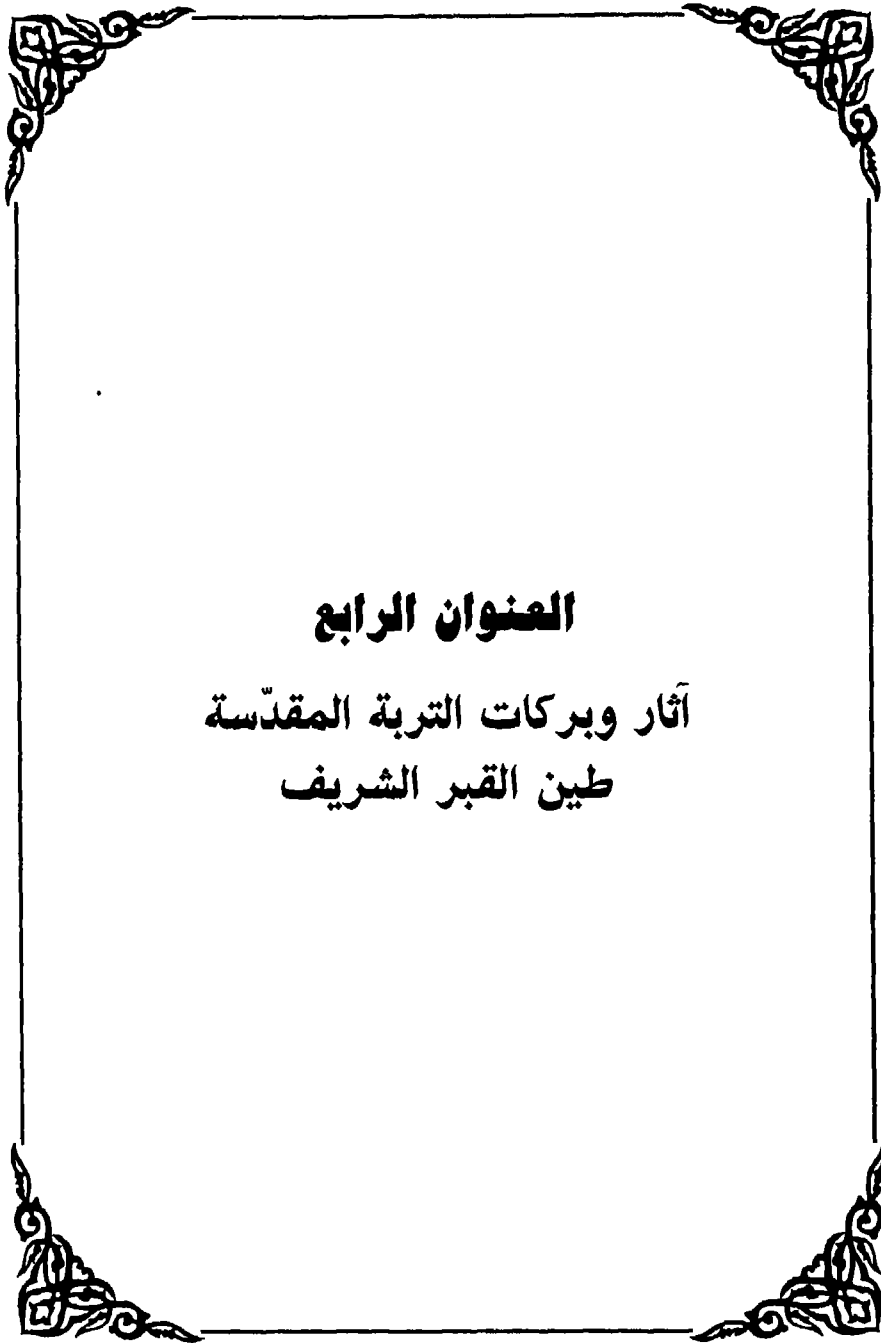 العنوان الرابع
آثار وبركات التربة المقدّسة
طين القبر الشريف